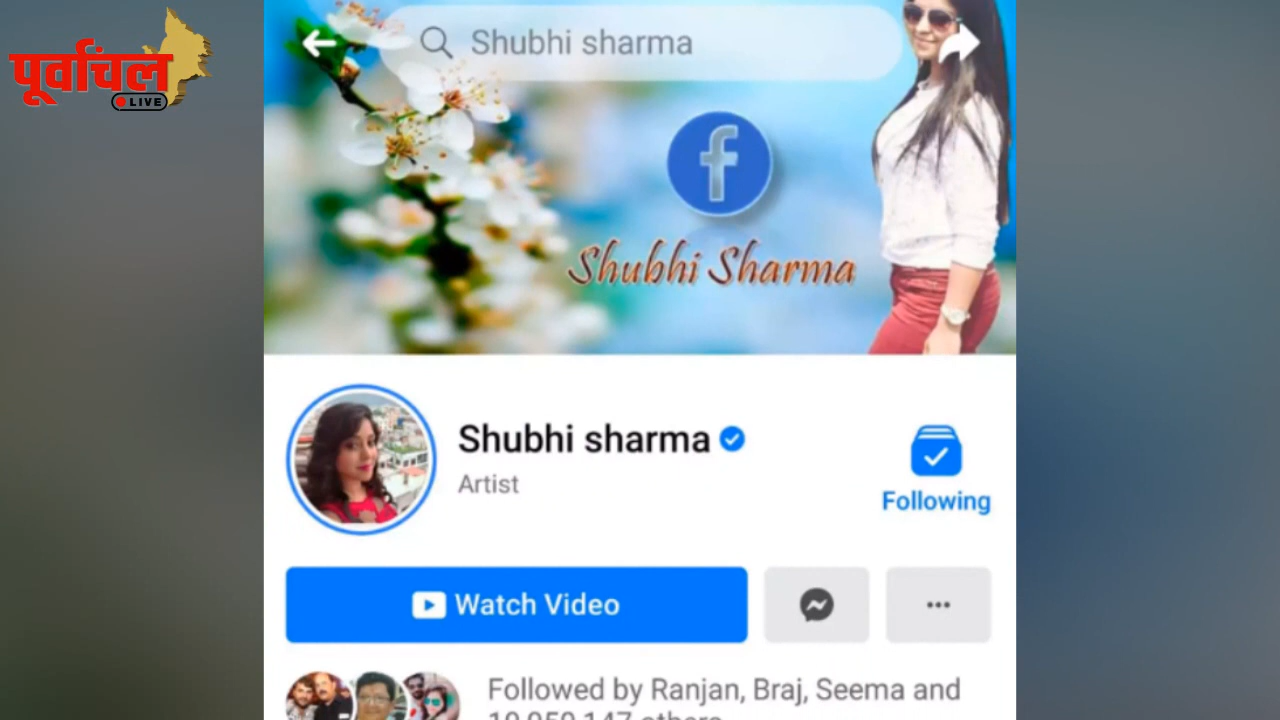 पूर्वांचल
LIVE
Shubhi sharma
f
Shubhi Sharma
Shubhi sharma
Artist
Following
Watch Video
Followed by Ranjan, Braj, Seema and